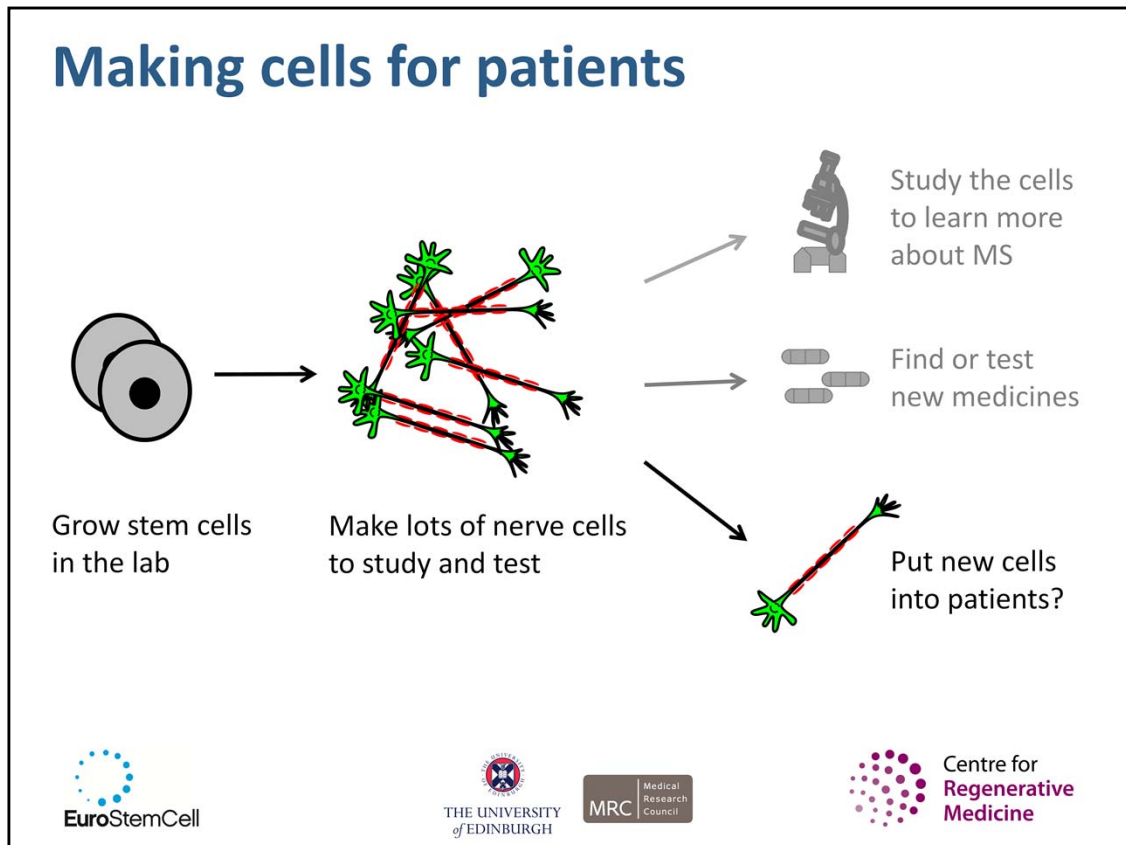 Making cells for patients
Study the cells
to learn more
about MS
Find or test
new medicines
Grow stem cells
in the lab
Make lots of nerve cells
to study and test
Put new cells
into patients?
EuroStemCell
THE UNIVERSITY
of EDINBURGH
MRC
Medical
Research
Council
Centre for
Regenerative
Medicine